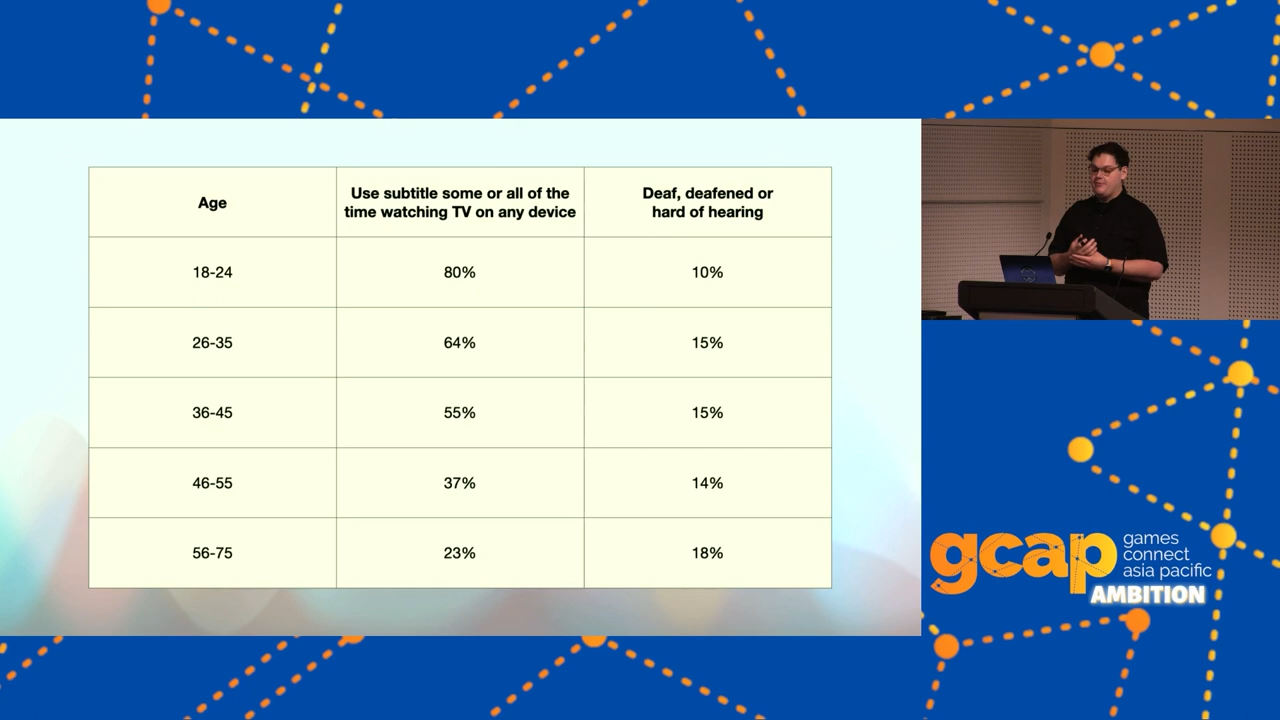 Age
Use subtitle some or all of the
time watching TV on any device
Deaf, deafened or
hard of hearing
18-24
80%
10%
26-35
64%
15%
36-45
55%
15%
46-55
37%
14%
56-75
23%
18%
gcap
games
connect
asia pacific
AMBITION